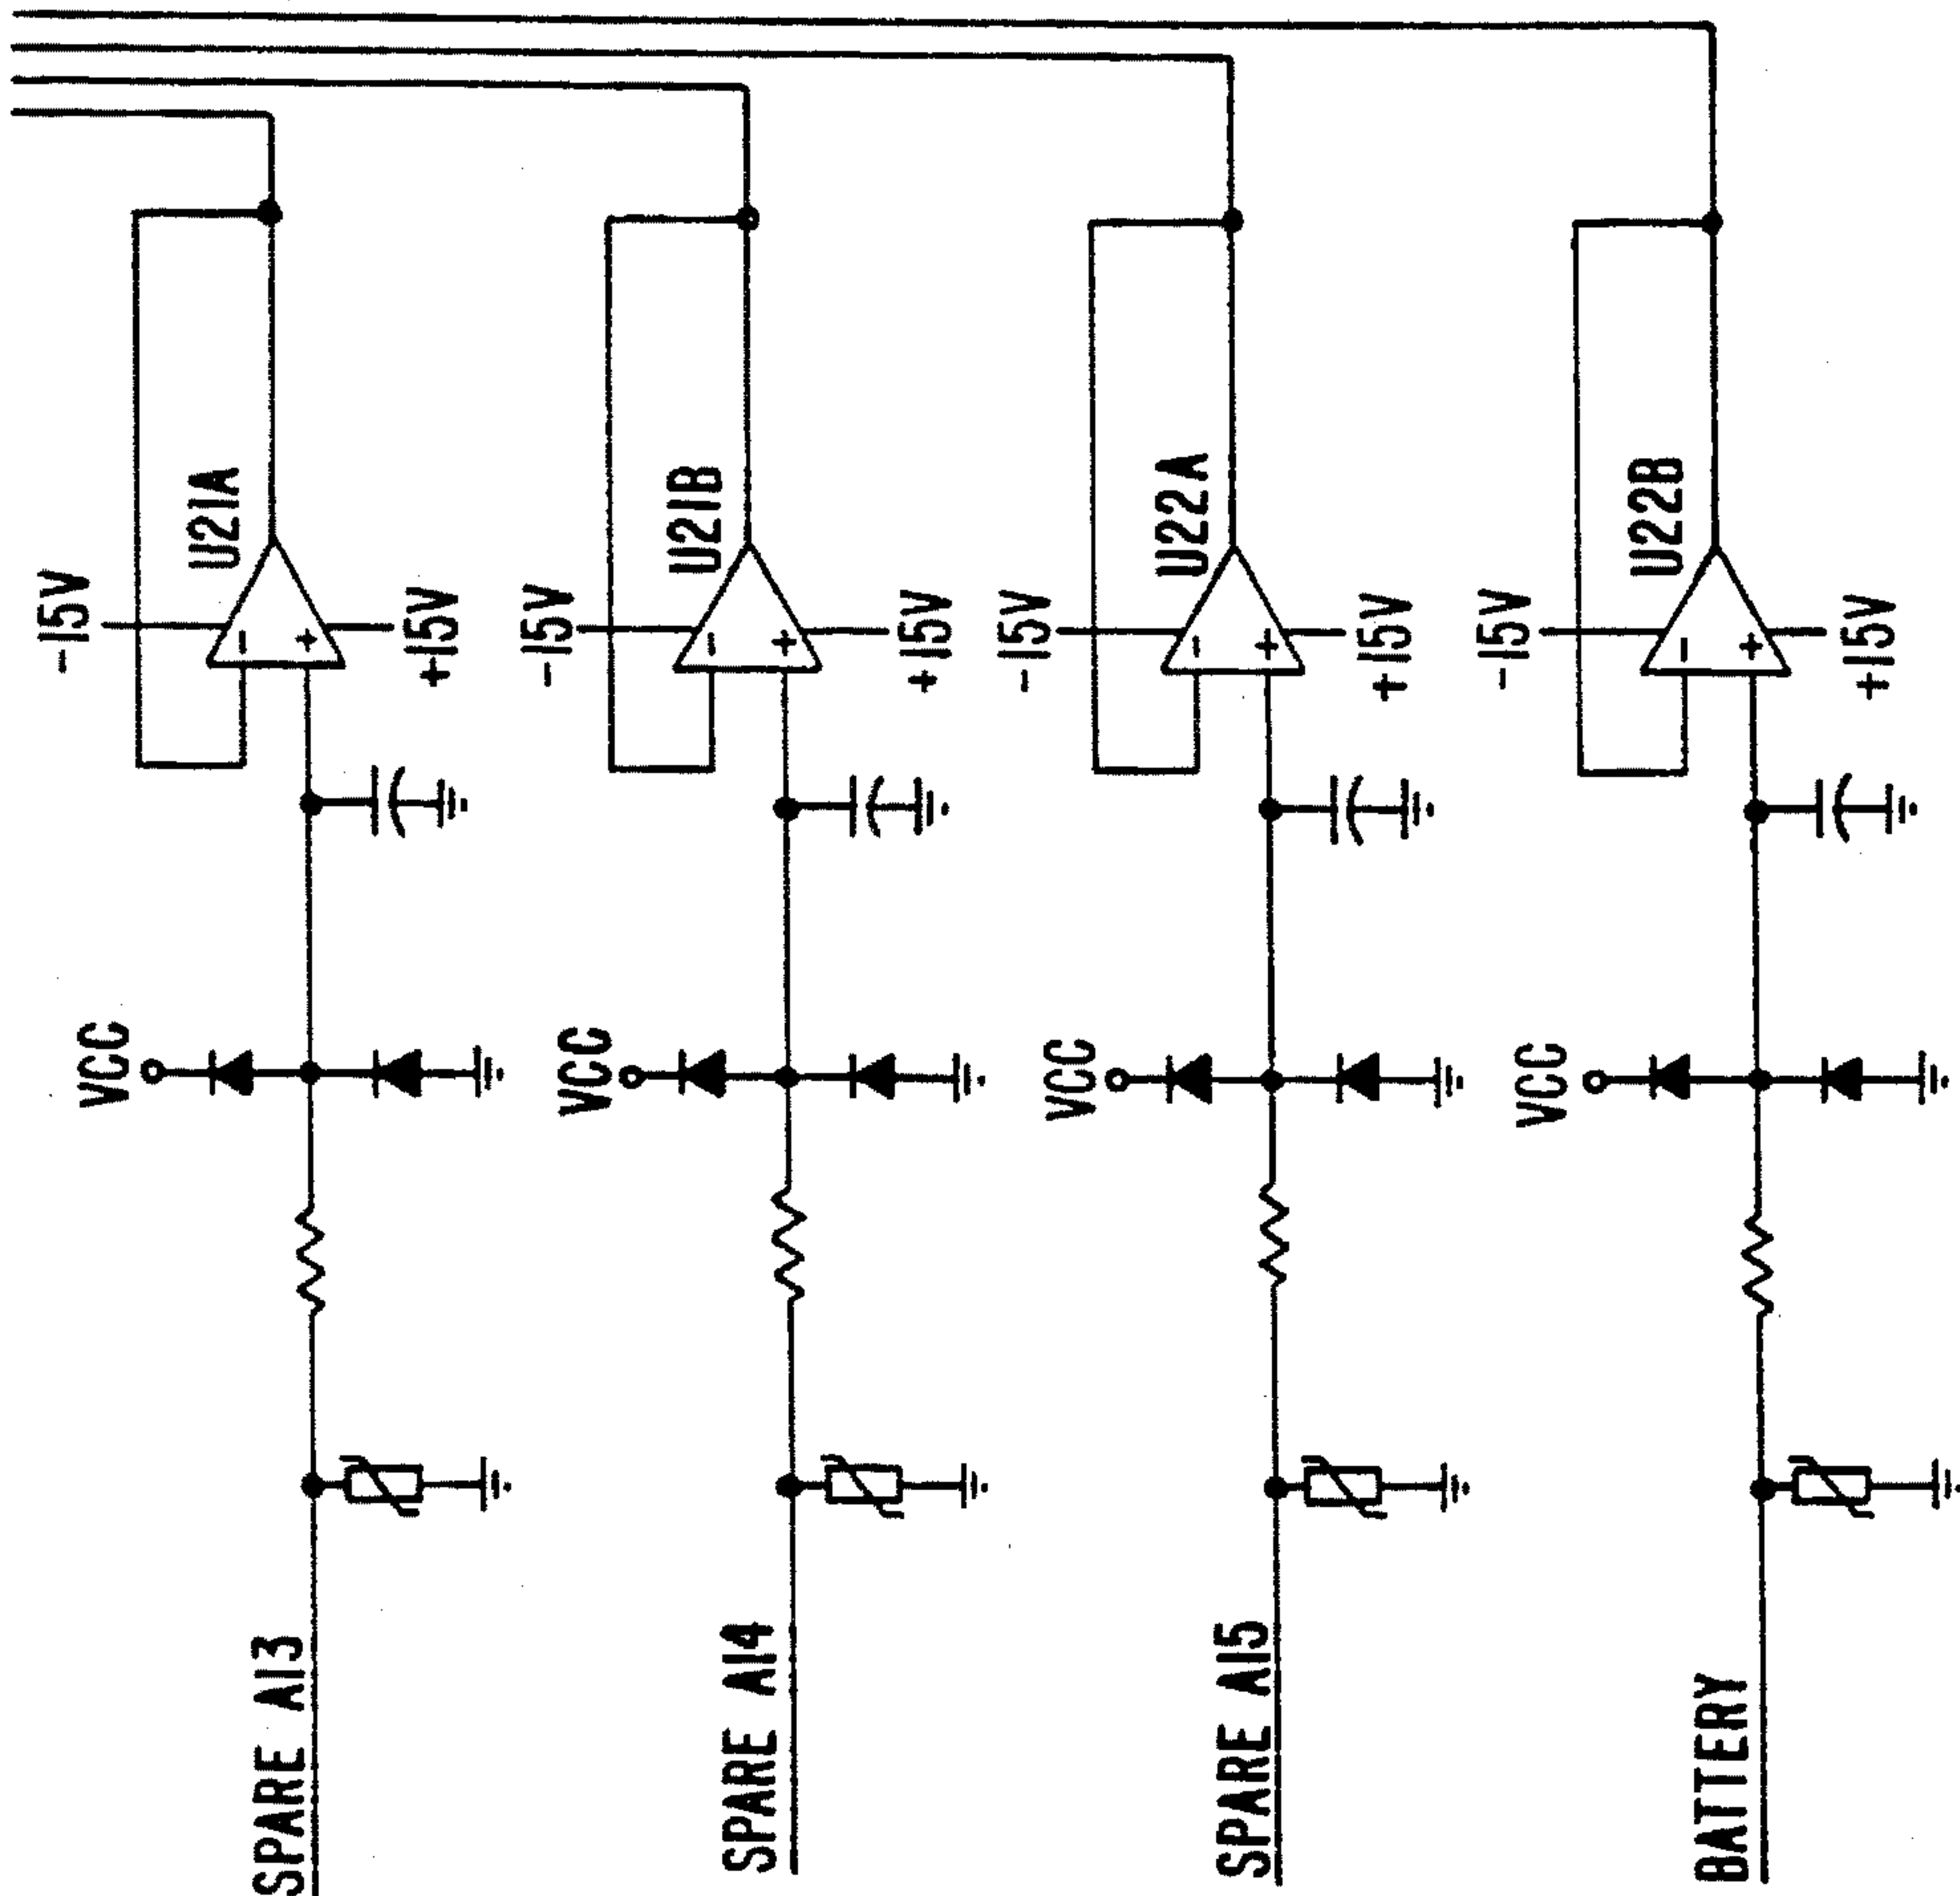 SPARE AI3
VCC
-15V
+15V
U21A
-
+
SPARE AI4
VCC
-15V
+15V
U21B
-
+
SPARE AI5
VCC
-15V
+15V
U22A
-
+
BATTERY
VCC
-15V
+15V
U22B
-
+